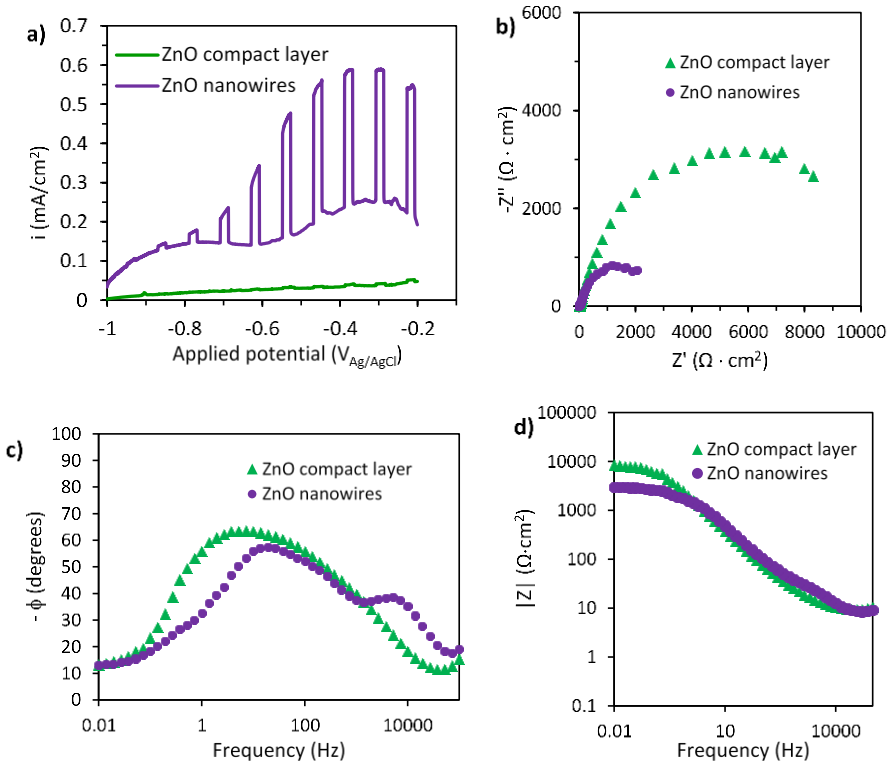 a)
0.7
0.6
0.5
0.4
0.3
0.2
0.1
0
i (mA/cm²)
ZnO compact layer
ZnO nanowires
-1
-0.8
-0.6
-0.4
-0.2
Applied potential (V_Ag/AgCl)
b)
6000
4000
2000
0
-Z'' (Ω · cm²)
ZnO compact layer
ZnO nanowires
0
2000
4000
6000
8000
10000
Z' (Ω · cm²)
c)
100
90
80
70
60
50
40
30
20
10
0
- ϕ (degrees)
ZnO compact layer
ZnO nanowires
0.01
1
100
10000
Frequency (Hz)
d)
100000
10000
1000
100
10
1
0.1
|Z| (Ω·cm²)
ZnO compact layer
ZnO nanowires
0.01
10
10000
Frequency (Hz)